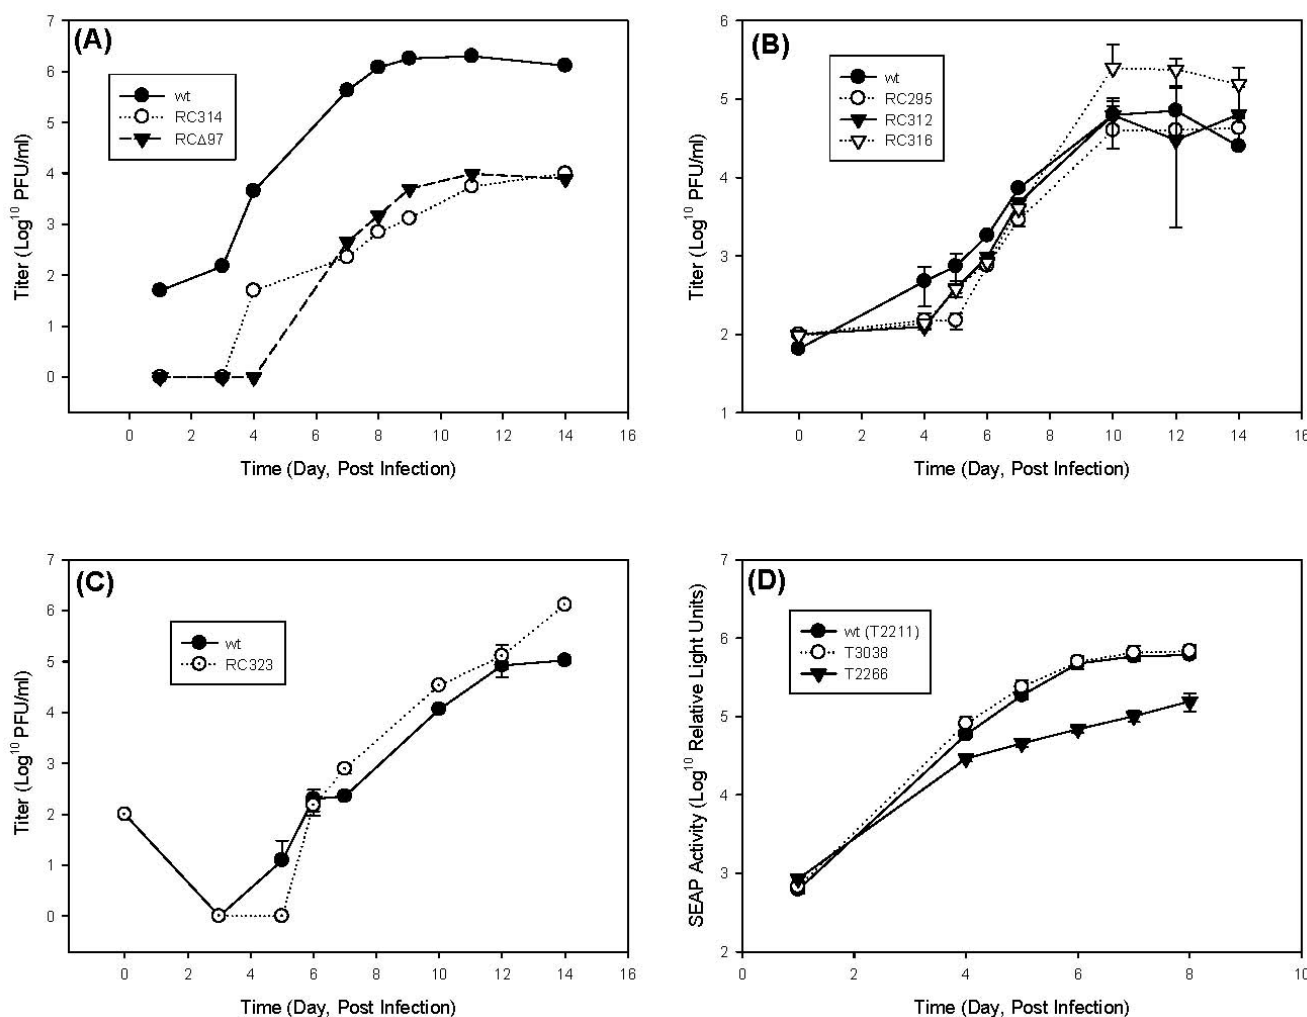 (A)
7
6
5
4
3
2
1
0
Titer (Log¹⁰ PFU/ml)
wt
RC314
RCΔ97
0 2 4 6 8 10 12 14 16
Time (Day, Post Infection)
(B)
6
5
4
3
2
1
Titer (Log¹⁰ PFU/ml)
wt
RC295
RC312
RC316
0 2 4 6 8 10 12 14 16
Time (Day, Post Infection)
(C)
7
6
5
4
3
2
1
0
Titer (Log¹⁰ PFU/ml)
wt
RC323
0 2 4 6 8 10 12 14 16
Time (Day, Post Infection)
(D)
7
6
5
4
3
2
SEAP Activity (Log¹⁰ Relative Light Units)
wt (T2211)
T3038
T2266
0 2 4 6 8 10
Time (Day, Post Infection)